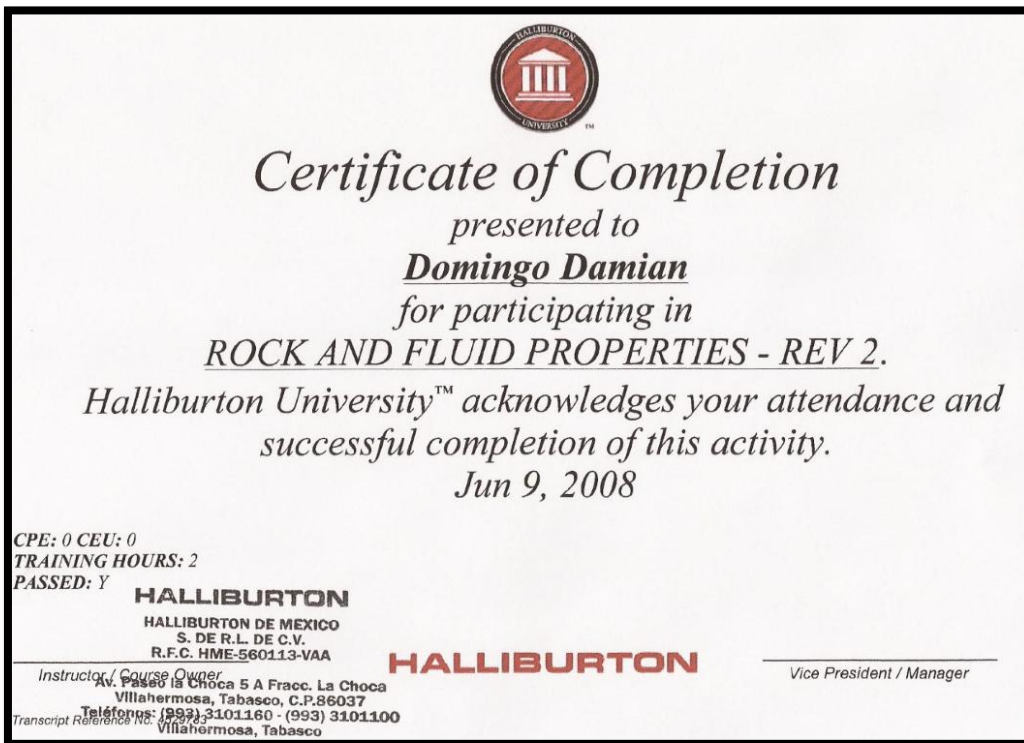 HALLIBURTON
UNIVERSITY
TM
Certificate of Completion
presented to
Domingo Damian
for participating in
ROCK AND FLUID PROPERTIES - REV 2.
Halliburton University™ acknowledges your attendance and
successful completion of this activity.
Jun 9, 2008
CPE: 0 CEU: 0
TRAINING HOURS: 2
PASSED: Y
HALLIBURTON
HALLIBURTON DE MEXICO
S. DE R.L. DE C.V.
R.F.C. HME-560113-VAA
Instructor / Course Owner
Av. Paseo la Choca 5 A Fracc. La Choca
Villahermosa, Tabasco, C.P.86037
Teléfonos: (993) 3101160 - (993) 3101100
Transcript Reference No.
Villahermosa, Tabasco
HALLIBURTON
Vice President / Manager